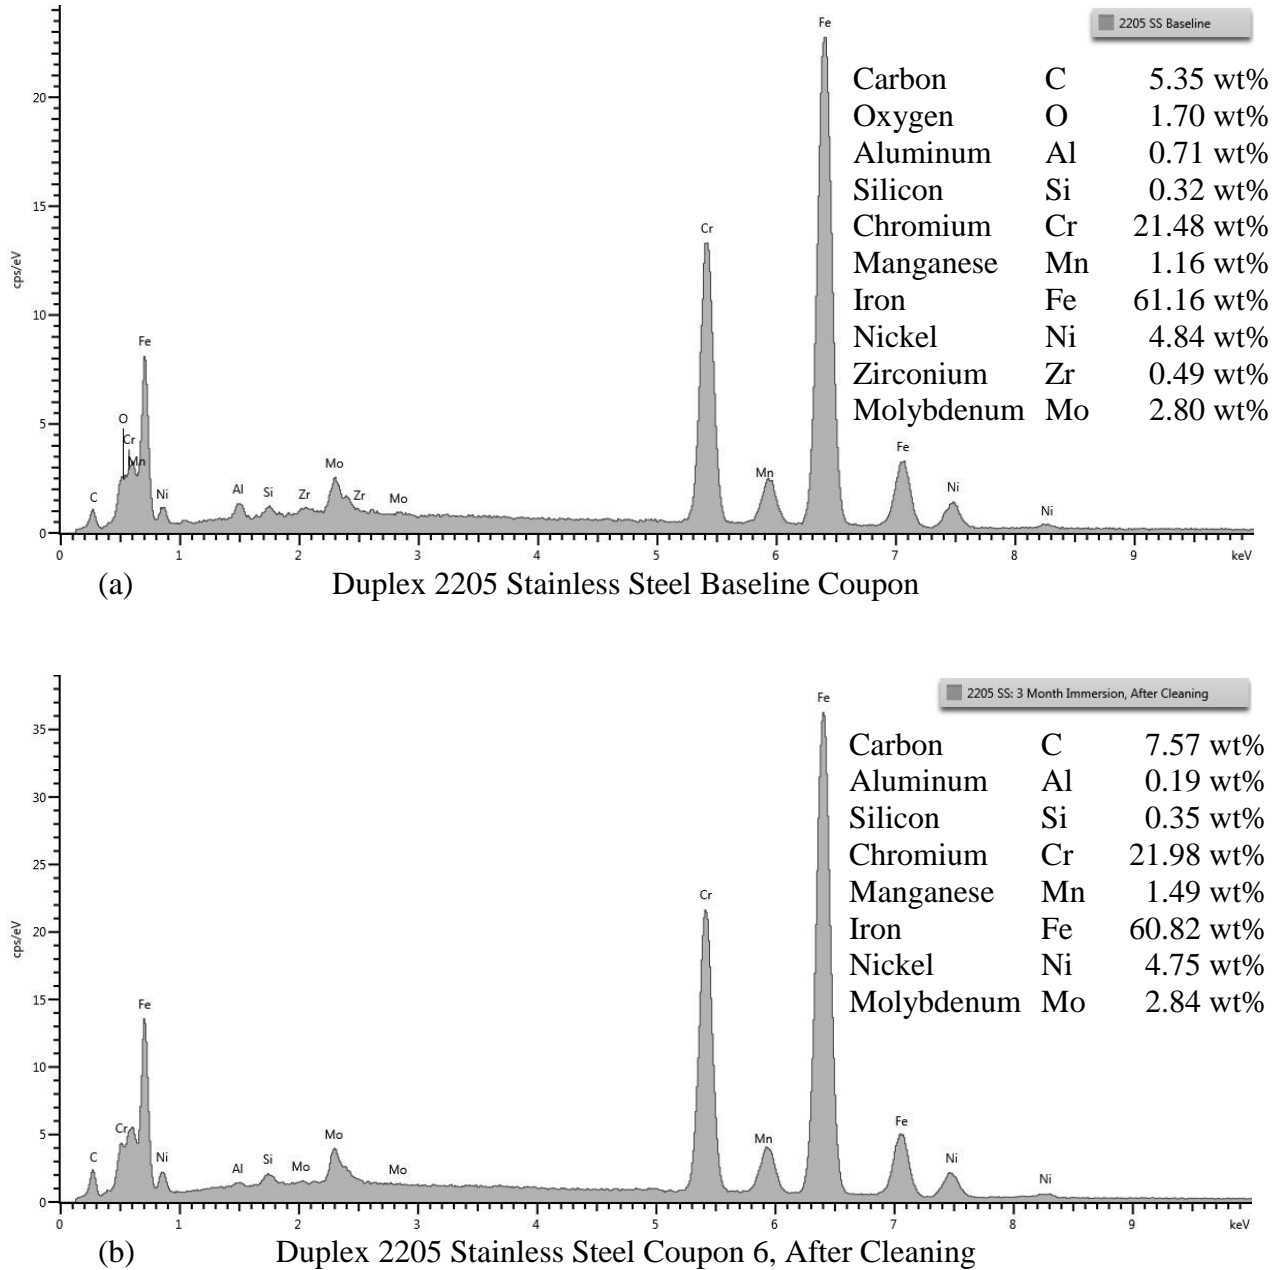 2205 SS Baseline
Fe
Carbon C 5.35 wt%
Oxygen O 1.70 wt%
Aluminum Al 0.71 wt%
Silicon Si 0.32 wt%
Chromium Cr 21.48 wt%
Manganese Mn 1.16 wt%
Iron Fe 61.16 wt%
Nickel Ni 4.84 wt%
Zirconium Zr 0.49 wt%
Molybdenum Mo 2.80 wt%
20
15
10
5
0
cps/eV
Cr
Fe
O
Cr
Mn
C
Ni
Al
Si
Zr
Mo
Zr
Mo
Mn
Fe
Ni
Ni
0 1 2 3 4 5 6 7 8 9 keV
(a) Duplex 2205 Stainless Steel Baseline Coupon
2205 SS: 3 Month Immersion, After Cleaning
Fe
Carbon C 7.57 wt%
Aluminum Al 0.19 wt%
Silicon Si 0.35 wt%
Chromium Cr 21.98 wt%
Manganese Mn 1.49 wt%
Iron Fe 60.82 wt%
Nickel Ni 4.75 wt%
Molybdenum Mo 2.84 wt%
35
30
25
20
15
10
5
0
cps/eV
Cr
Fe
Cr
C
Ni
Al
Si
Mo
Mo
Mo
Mn
Fe
Ni
Ni
0 1 2 3 4 5 6 7 8 9 keV
(b) Duplex 2205 Stainless Steel Coupon 6, After Cleaning